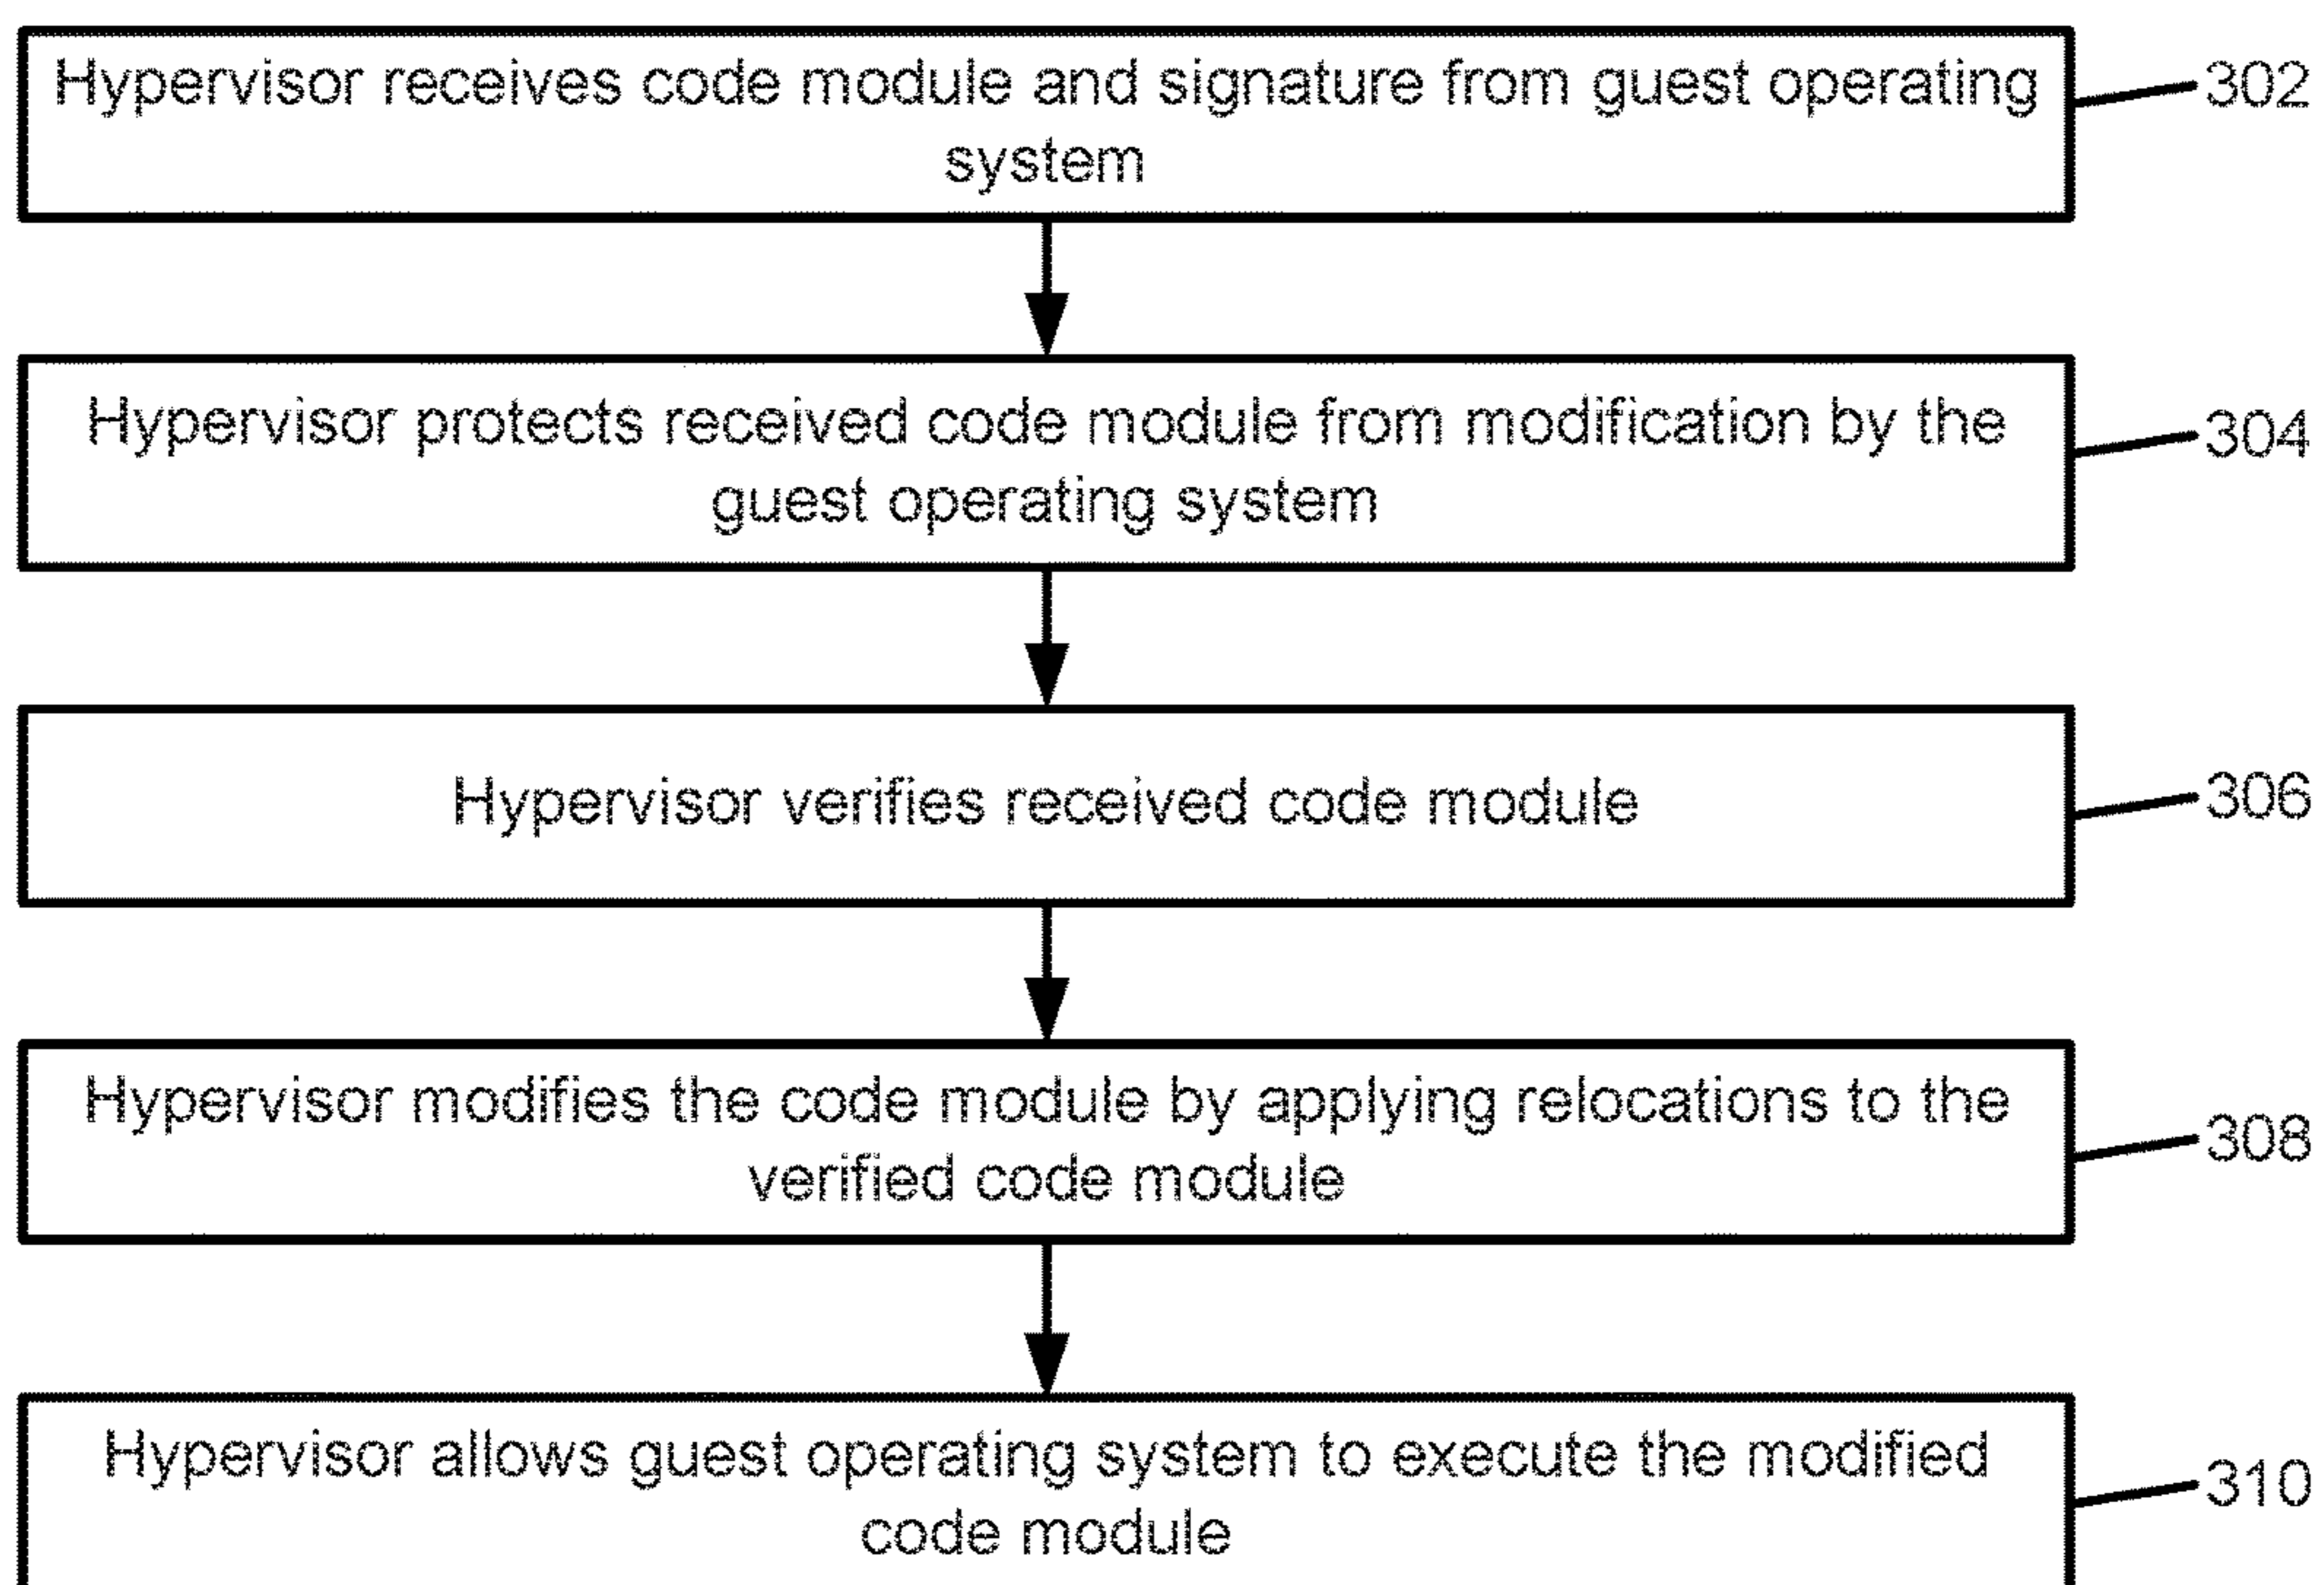 Hypervisor receives code module and signature from guest operating
system
302
Hypervisor protects received code module from modification by the
guest operating system
304
Hypervisor verifies received code module
306
Hypervisor modifies the code module by applying relocations to the
verified code module
308
Hypervisor allows guest operating system to execute the modified
code module
310